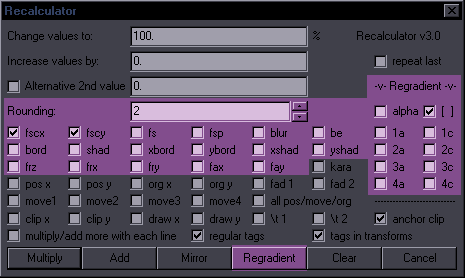 Recalculator
Change values to: 100. % Recalculator v3.0
Increase values by: 0. repeat last
Alternative 2nd value 0. -v- Regradient -v-
Rounding: 2 alpha [ ]
fscx fscy fs fsp blur be 1a 1c
bord shad xbord ybord xshad yshad 2a 2c
frz frx fry fax fay kara 3a 3c
pos x pos y org x org y fad 1 fad 2 4a 4c
move1 move2 move3 move4 all pos/move/org --------------------
clip x clip y draw x draw y \t 1 \t 2 anchor clip
multiply/add more with each line regular tags tags in transforms
Multiply Add Mirror Regradient Clear Cancel